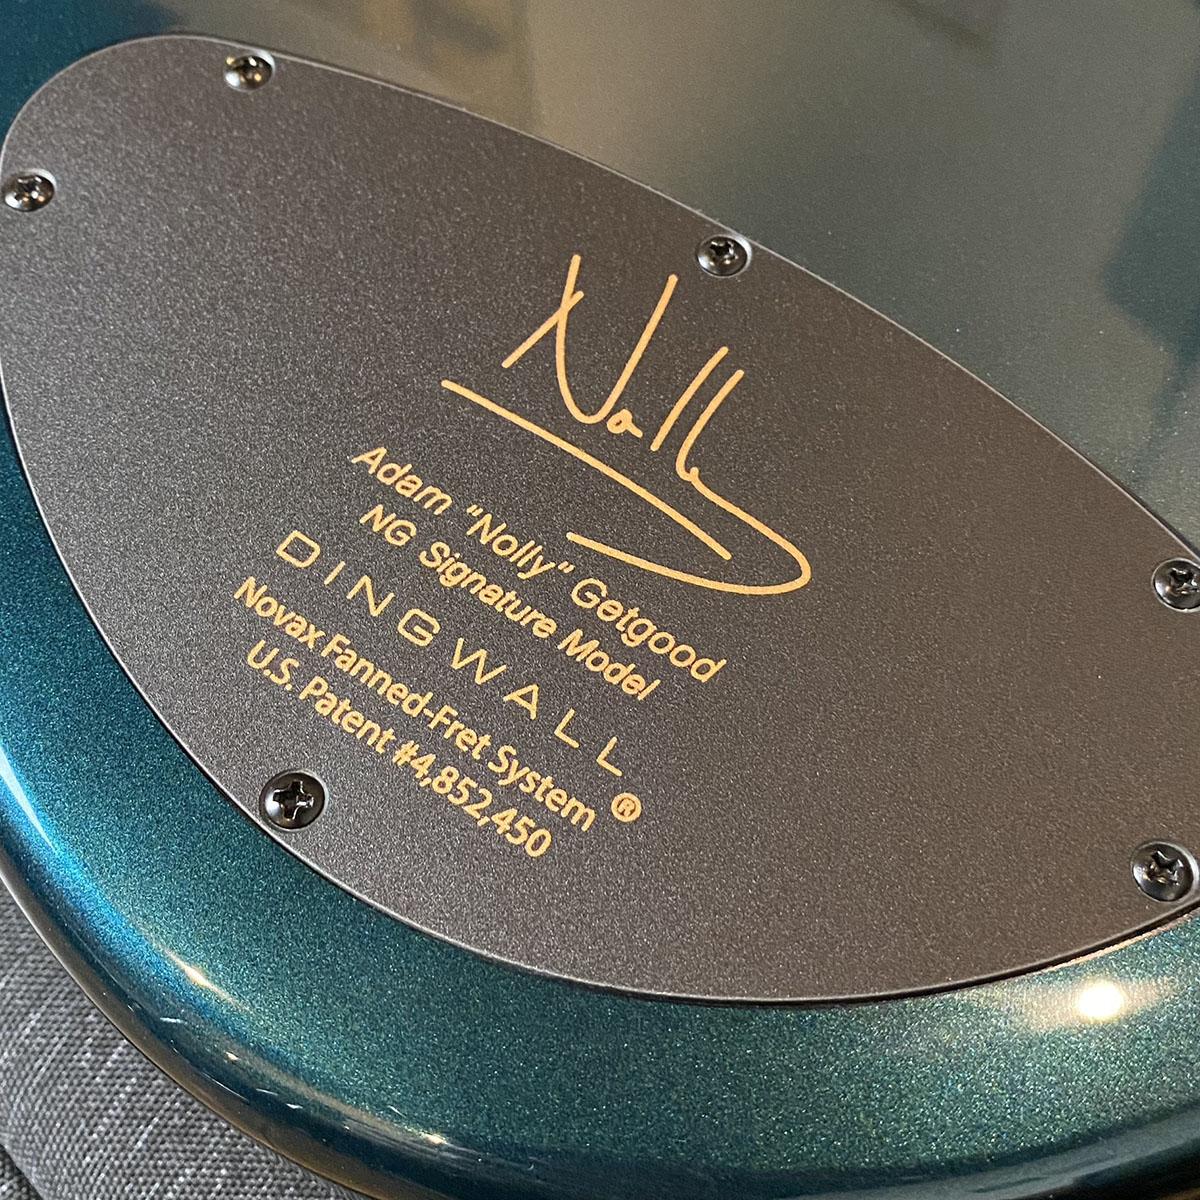 Nolly
Adam "Nolly" Getgood
NG Signature Model
DINGWALL
Novax Fanned-Fret System ®
U.S. Patent #4,852,450